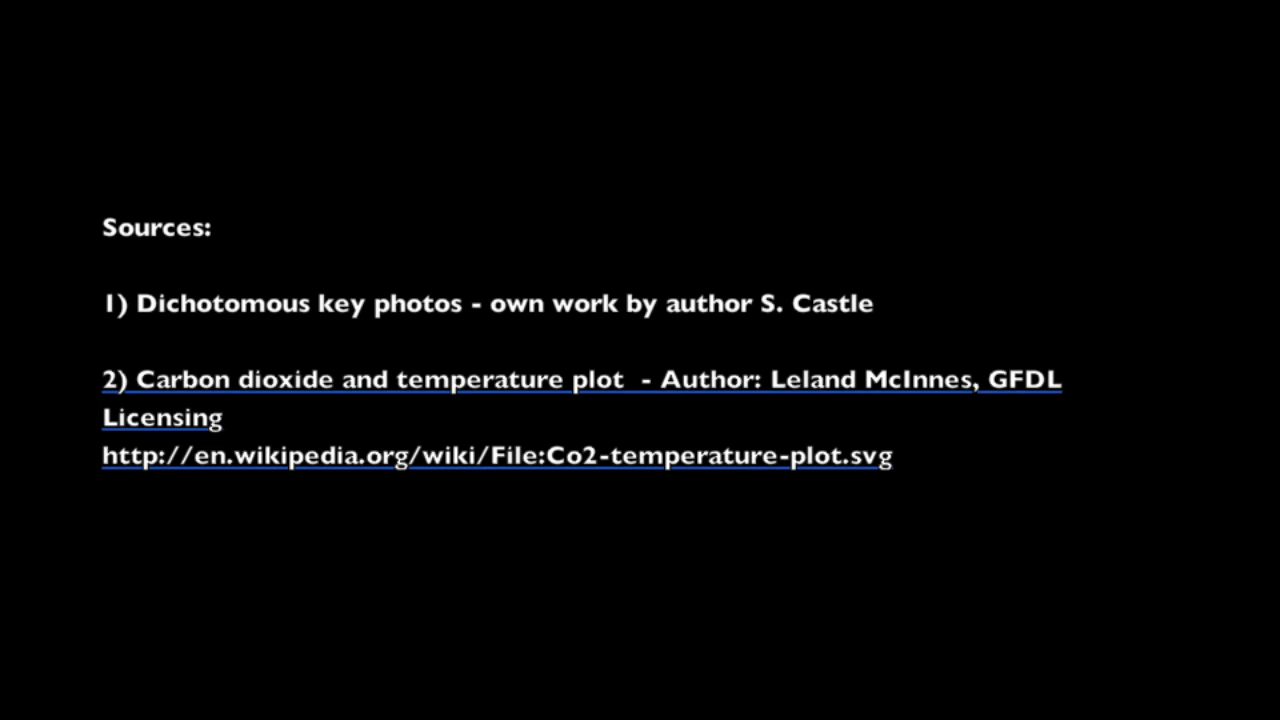 Sources:
1) Dichotomous key photos - own work by author S. Castle
2) Carbon dioxide and temperature plot  - Author: Leland McInnes, GFDL
Licensing
http://en.wikipedia.org/wiki/File:Co2-temperature-plot.svg